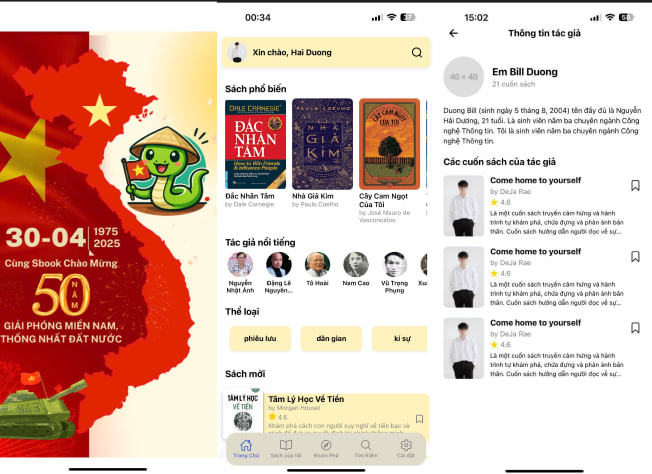 30-04
1975
2025
Cùng Sbook Chào Mừng
50
NĂM
GIẢI PHÓNG MIỀN NAM,
THỐNG NHẤT ĐẤT NƯỚC
00:34
37
Xin chào, Hai Duong
Sách phổ biến
DALE CARNEGIE
ĐẮC
NHÂN
TÂM
How to Win Friends
& Influence People
PAULO COELHO
NHÀ
GIẢ
KIM
CÂY CAM NGỌT
CỦA TÔI
Đắc Nhân Tâm
by Dale Carnegie
Nhà Giả Kim
by Paulo Coelho
Cây Cam Ngọt
Của Tôi
by José Mauro de
Vasconcelos
Tác giả nổi tiếng
Nguyễn
Nhật Ánh
Đặng Lê
Nguyên...
Tô Hoài
Nam Cao
Vũ Trọng
Phụng
Thể loại
phiêu lưu
dân gian
kí sự
Sách mới
TÂM LÝ HỌC
VỀ TIỀN
Tâm Lý Học Về Tiền
by Morgan Housel
4.6
Khám phá cách con người suy nghĩ về tiền bạc và
Trang Chủ
Sách của tôi
Khám Phá
Tìm Kiếm
Cài đặt
15:02
Thông tin tác giả
40 × 40
Em Bill Duong
21 cuốn sách
Duong Bill (sinh ngày 5 tháng 8, 2004) tên đầy đủ là Nguyễn
Hải Dương, 21 tuổi. Là sinh viên năm ba chuyên ngành Công
nghệ Thông tin. Tôi là sinh viên năm ba chuyên ngành Công
nghệ Thông tin.
Các cuốn sách của tác giả
Come home to yourself
by DeJa Rae
4.6
Là một cuốn sách truyền cảm hứng và hành
trình tự khám phá, chứa đựng và phản ánh bản
thân. Cuốn sách hướng dẫn người đọc về sự...
Come home to yourself
by DeJa Rae
4.6
Là một cuốn sách truyền cảm hứng và hành
trình tự khám phá, chứa đựng và phản ánh bản
thân. Cuốn sách hướng dẫn người đọc về sự...
Come home to yourself
by DeJa Rae
4.6
Là một cuốn sách truyền cảm hứng và hành
trình tự khám phá, chứa đựng và phản ánh bản
thân. Cuốn sách hướng dẫn người đọc về sự...